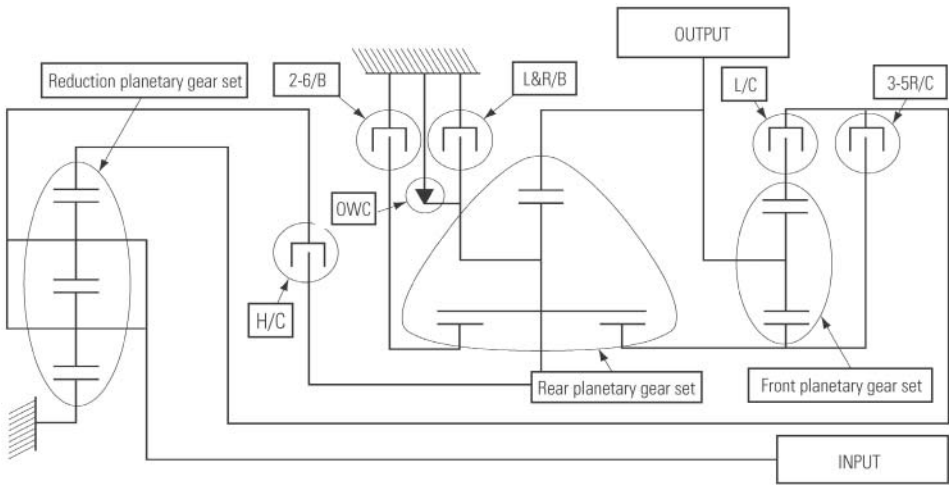 OUTPUT
Reduction planetary gear set
2-6/B
L&R/B
L/C
3-5R/C
OWC
H/C
Rear planetary gear set
Front planetary gear set
INPUT